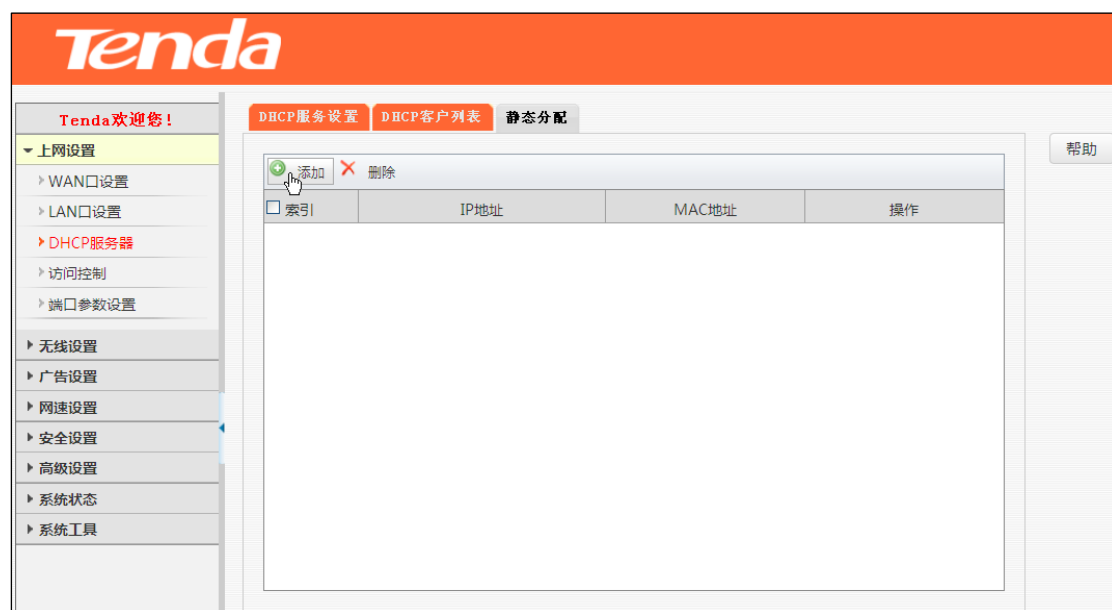 Tenda
Tenda欢迎您!
上网设置
WAN口设置
LAN口设置
DHCP服务器
访问控制
端口参数设置
无线设置
广告设置
网速设置
安全设置
高级设置
系统状态
系统工具
DHCP服务设置 DHCP客户列表 静态分配
添加 删除
索引 IP地址 MAC地址 操作
帮助